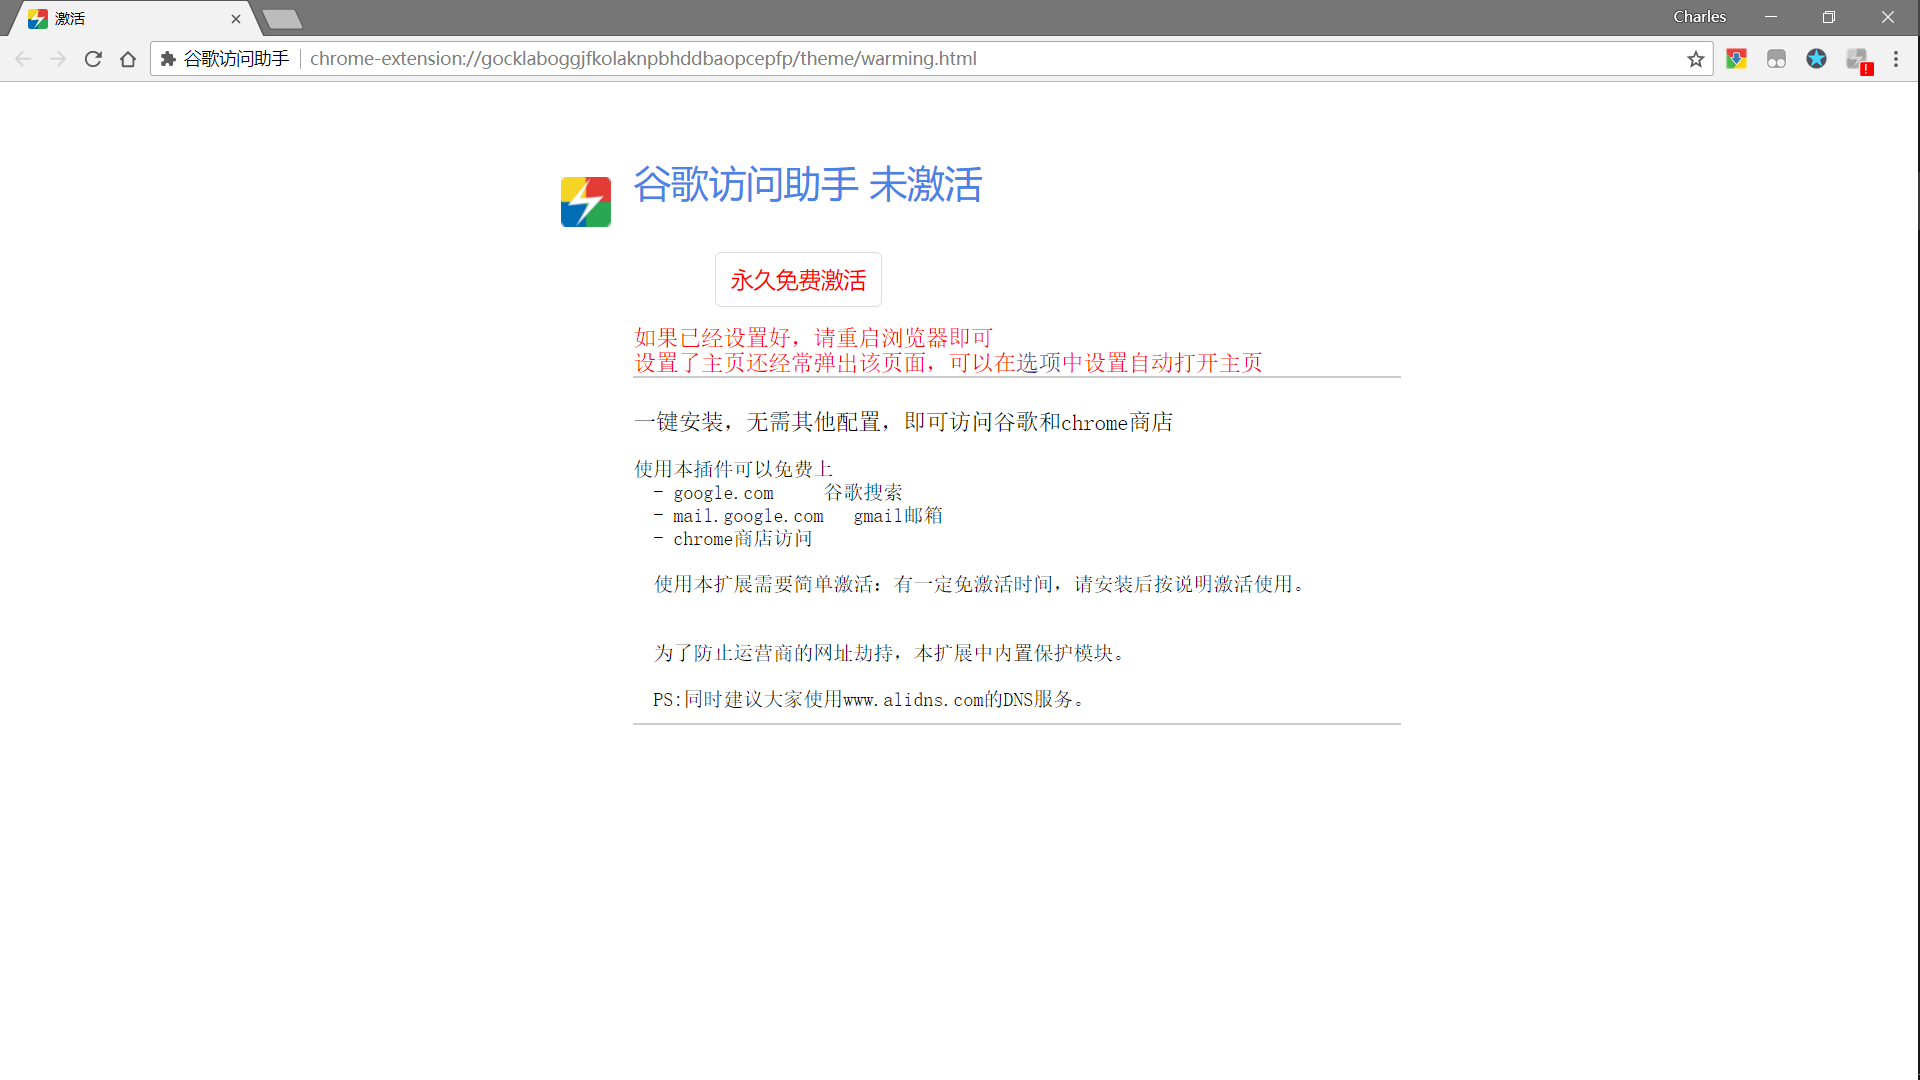 激活
Charles
谷歌访问助手
chrome-extension://gocklaboggjfkolaknpbhddbaopcepfp/theme/warming.html
谷歌访问助手 未激活
永久免费激活
如果已经设置好，请重启浏览器即可
设置了主页还经常弹出该页面，可以在选项中设置自动打开主页
一键安装，无需其他配置，即可访问谷歌和chrome商店
使用本插件可以免费上
- google.com 谷歌搜索
- mail.google.com gmail邮箱
- chrome商店访问
使用本扩展需要简单激活：有一定免激活时间，请安装后按说明激活使用。
为了防止运营商的网址劫持，本扩展中内置保护模块。
PS:同时建议大家使用www.alidns.com的DNS服务。